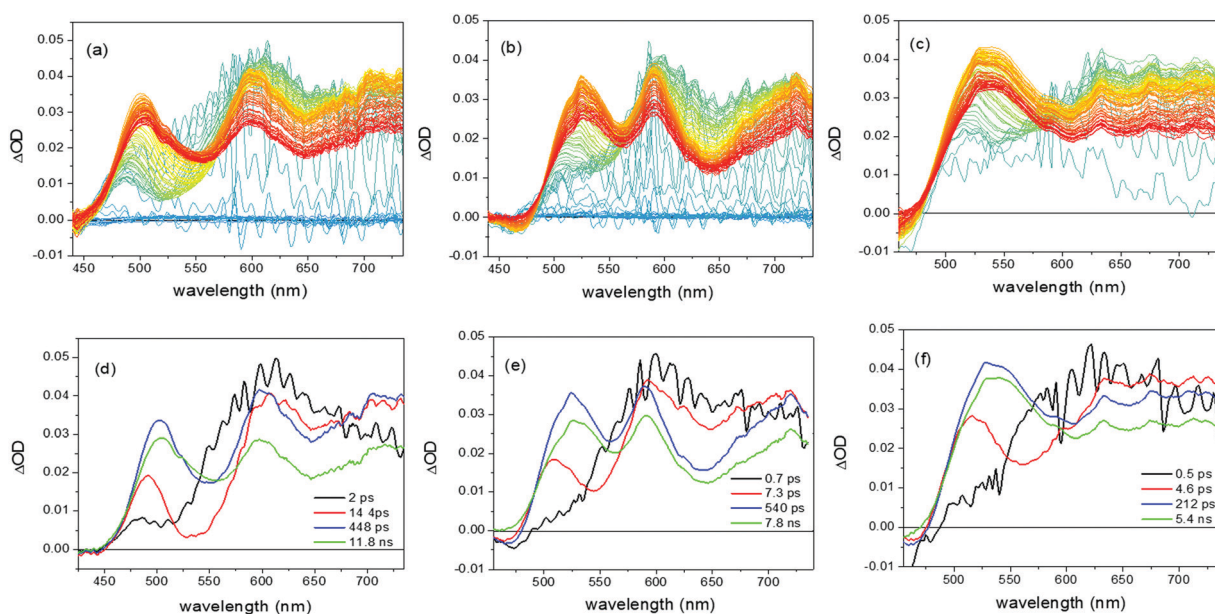 (a)
0.05
0.04
0.03
0.02
0.01
0.00
-0.01
ΔOD
450 500 550 600 650 700
wavelength (nm)
(b)
0.05
0.04
0.03
0.02
0.01
0.00
-0.01
ΔOD
450 500 550 600 650 700
wavelength (nm)
(c)
0.05
0.04
0.03
0.02
0.01
0.00
-0.01
ΔOD
500 550 600 650 700
wavelength (nm)
(d)
0.05
0.04
0.03
0.02
0.01
0.00
ΔOD
2 ps
14 4ps
448 ps
11.8 ns
450 500 550 600 650 700
wavelength (nm)
(e)
0.05
0.04
0.03
0.02
0.01
0.00
-0.01
ΔOD
0.7 ps
7.3 ps
540 ps
7.8 ns
500 550 600 650 700
wavelength (nm)
(f)
0.05
0.04
0.03
0.02
0.01
0.00
-0.01
ΔOD
0.5 ps
4.6 ps
212 ps
5.4 ns
500 550 600 650 700
wavelength (nm)